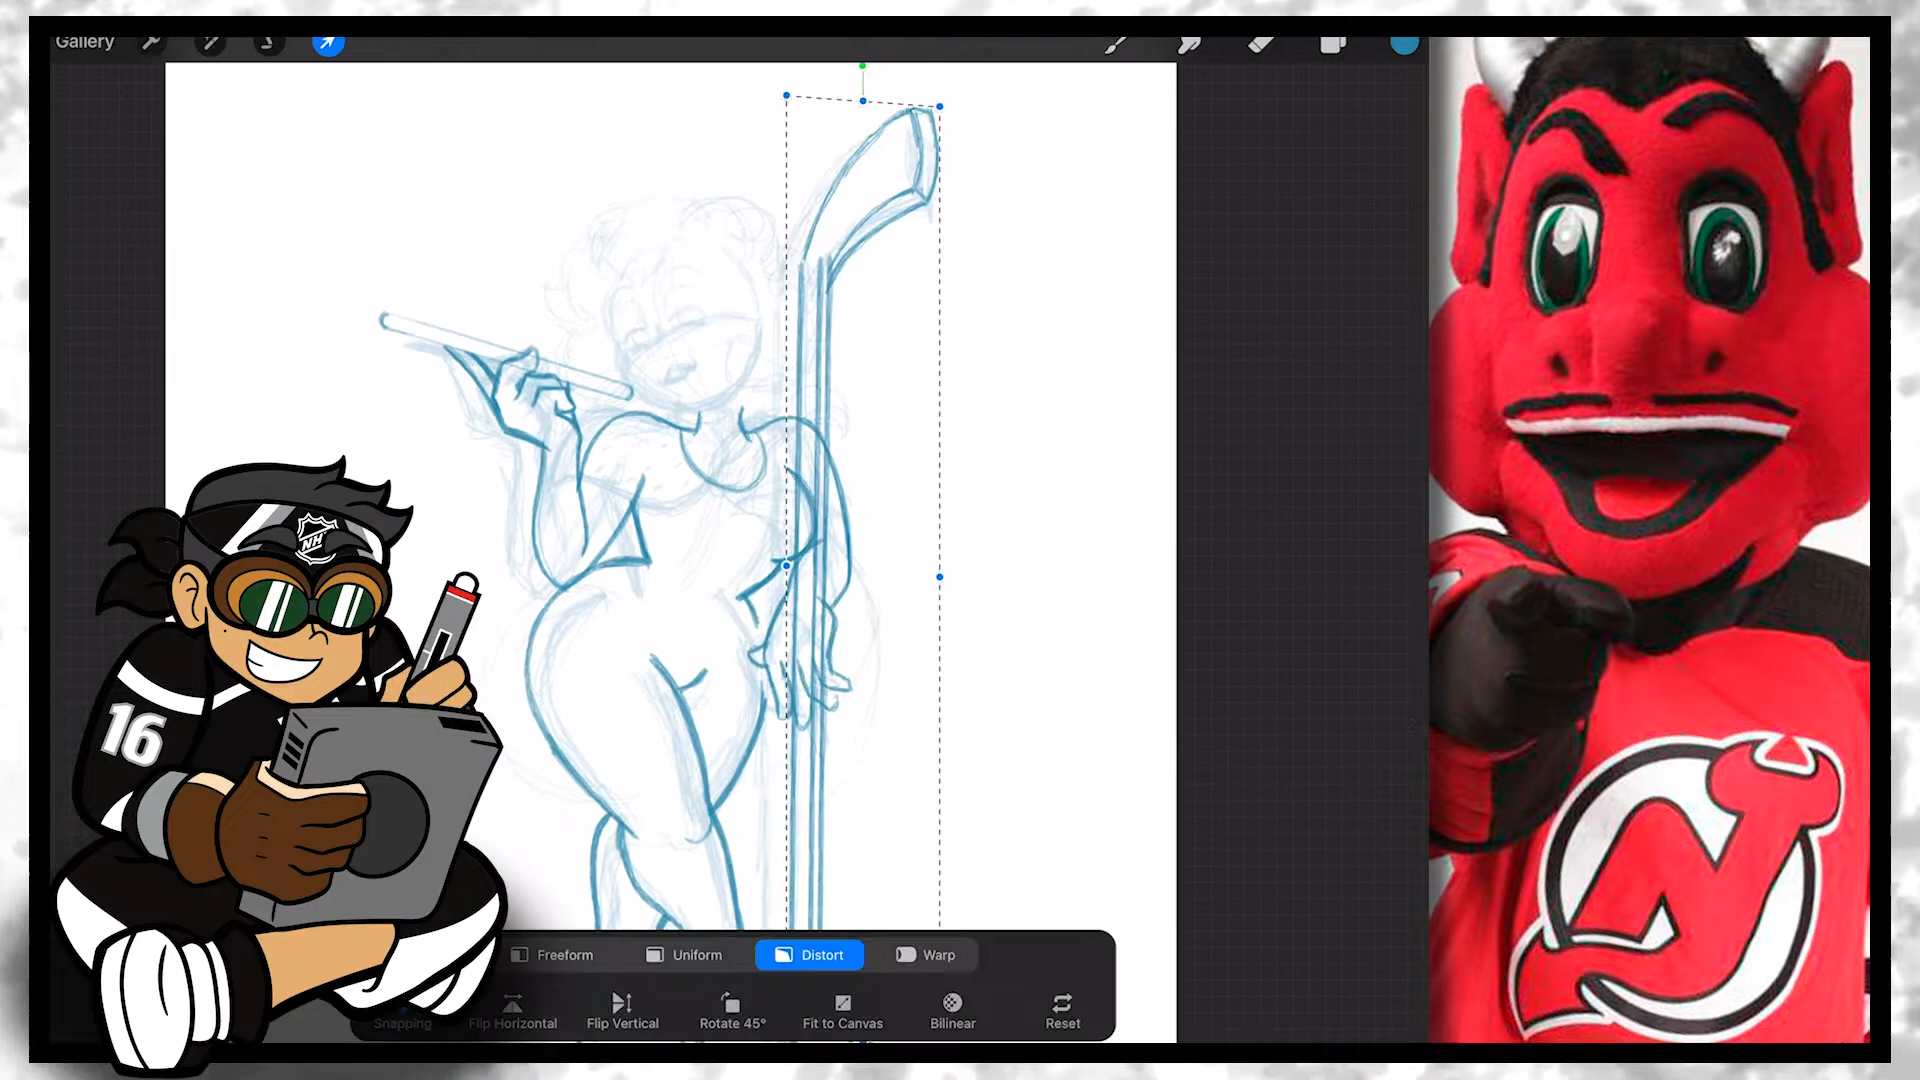 Gallery
NH
16
NJ
Freeform
Uniform
Distort
Warp
Snapping
Flip Horizontal
Flip Vertical
Rotate 45°
Fit to Canvas
Bilinear
Reset